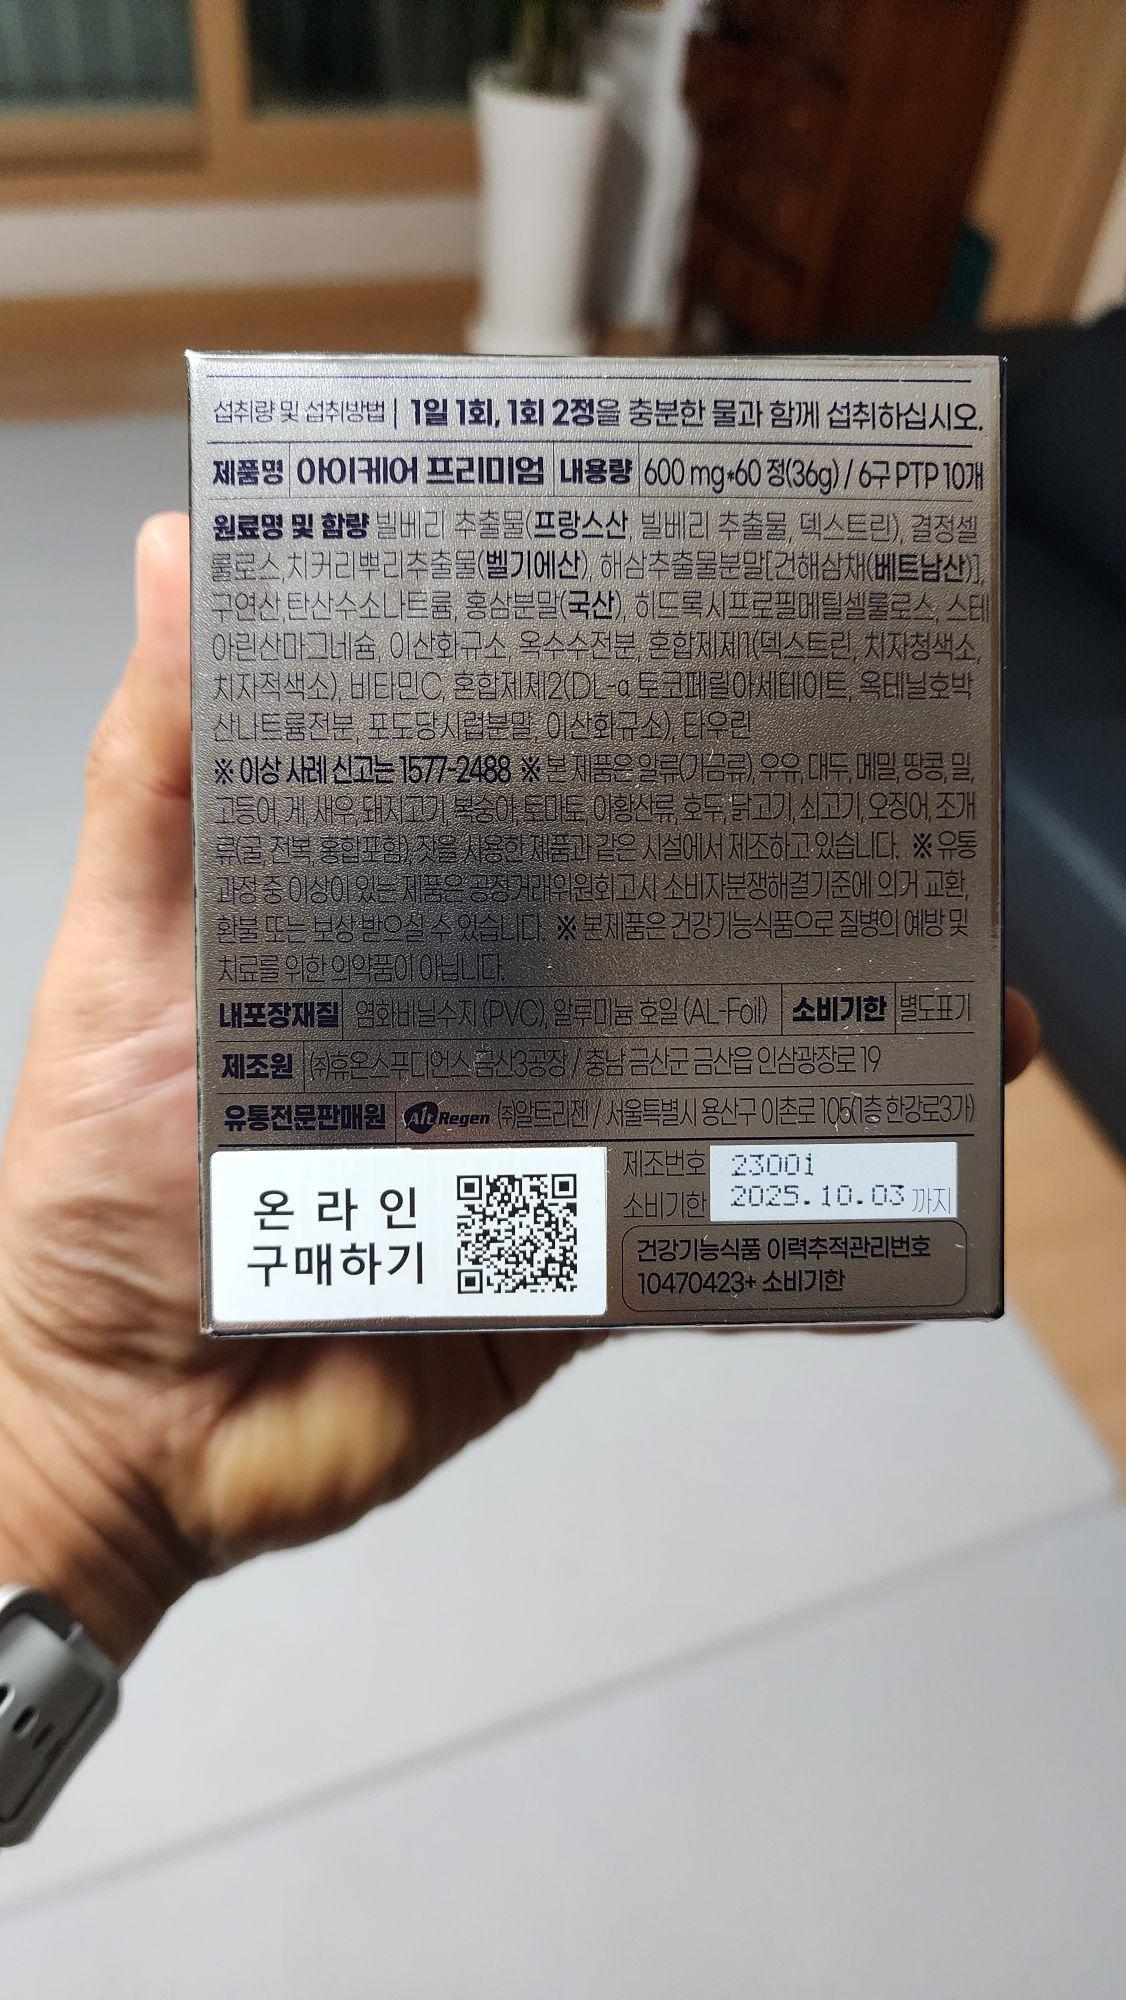 섭취량 및 섭취방법 | 1일 1회, 1회 2정을 충분한 물과 함께 섭취하십시오.
제품명 아이케어 프리미엄 내용량 600 mg*60 정(36g) / 6구 PTP 10개
원료명 및 함량 빌베리 추출물(프랑스산, 빌베리 추출물, 덱스트린), 결정셀
룰로스,치커리뿌리추출물(벨기에산), 해삼추출물분말[건해삼채(베트남산)],
구연산,탄산수소나트륨, 홍삼분말(국산), 히드록시프로필메틸셀룰로스, 스테
아린산마그네슘, 이산화규소 옥수수전분, 혼합제제1(덱스트린, 치자청색소,
치자적색소), 비타민C, 혼합제제2(DL-α 토코페릴아세테이트, 옥테닐호박
산나트륨전분, 포도당시럽분말, 이산화규소), 타우린
※ 이상 사례 신고는 1577-2488 ※ 본 제품은 알류(가금류), 우유, 대두, 메밀, 땅콩, 밀,
고등어, 게, 새우, 돼지고기, 복숭아, 토마토, 아황산류, 호두, 닭고기, 쇠고기, 오징어, 조개
류(굴, 전복, 홍합포함), 잣을 사용한 제품과 같은 시설에서 제조하고 있습니다. ※ 유통
과정 중 이상이 있는 제품은 공정거래위원회고시 소비자분쟁해결기준에 의거 교환,
환불 또는 보상 받으실 수 있습니다. ※ 본제품은 건강기능식품으로 질병의 예방 및
치료를 위한 의약품이 아닙니다.
내포장재질 염화비닐수지 (PVC), 알루미늄 호일 (AL-Foil) 소비기한 별도표기
제조원 ㈜휴온스푸디언스 금산3공장 / 충남 금산군 금산읍 인삼광장로 19
유통전문판매원 Alt Regen ㈜알트리젠 / 서울특별시 용산구 이촌로 105(1층 한강로3가)
온 라 인
구매하기
제조번호 23001
소비기한 2025.10.03 까지
건강기능식품 이력추적관리번호
10470423+ 소비기한